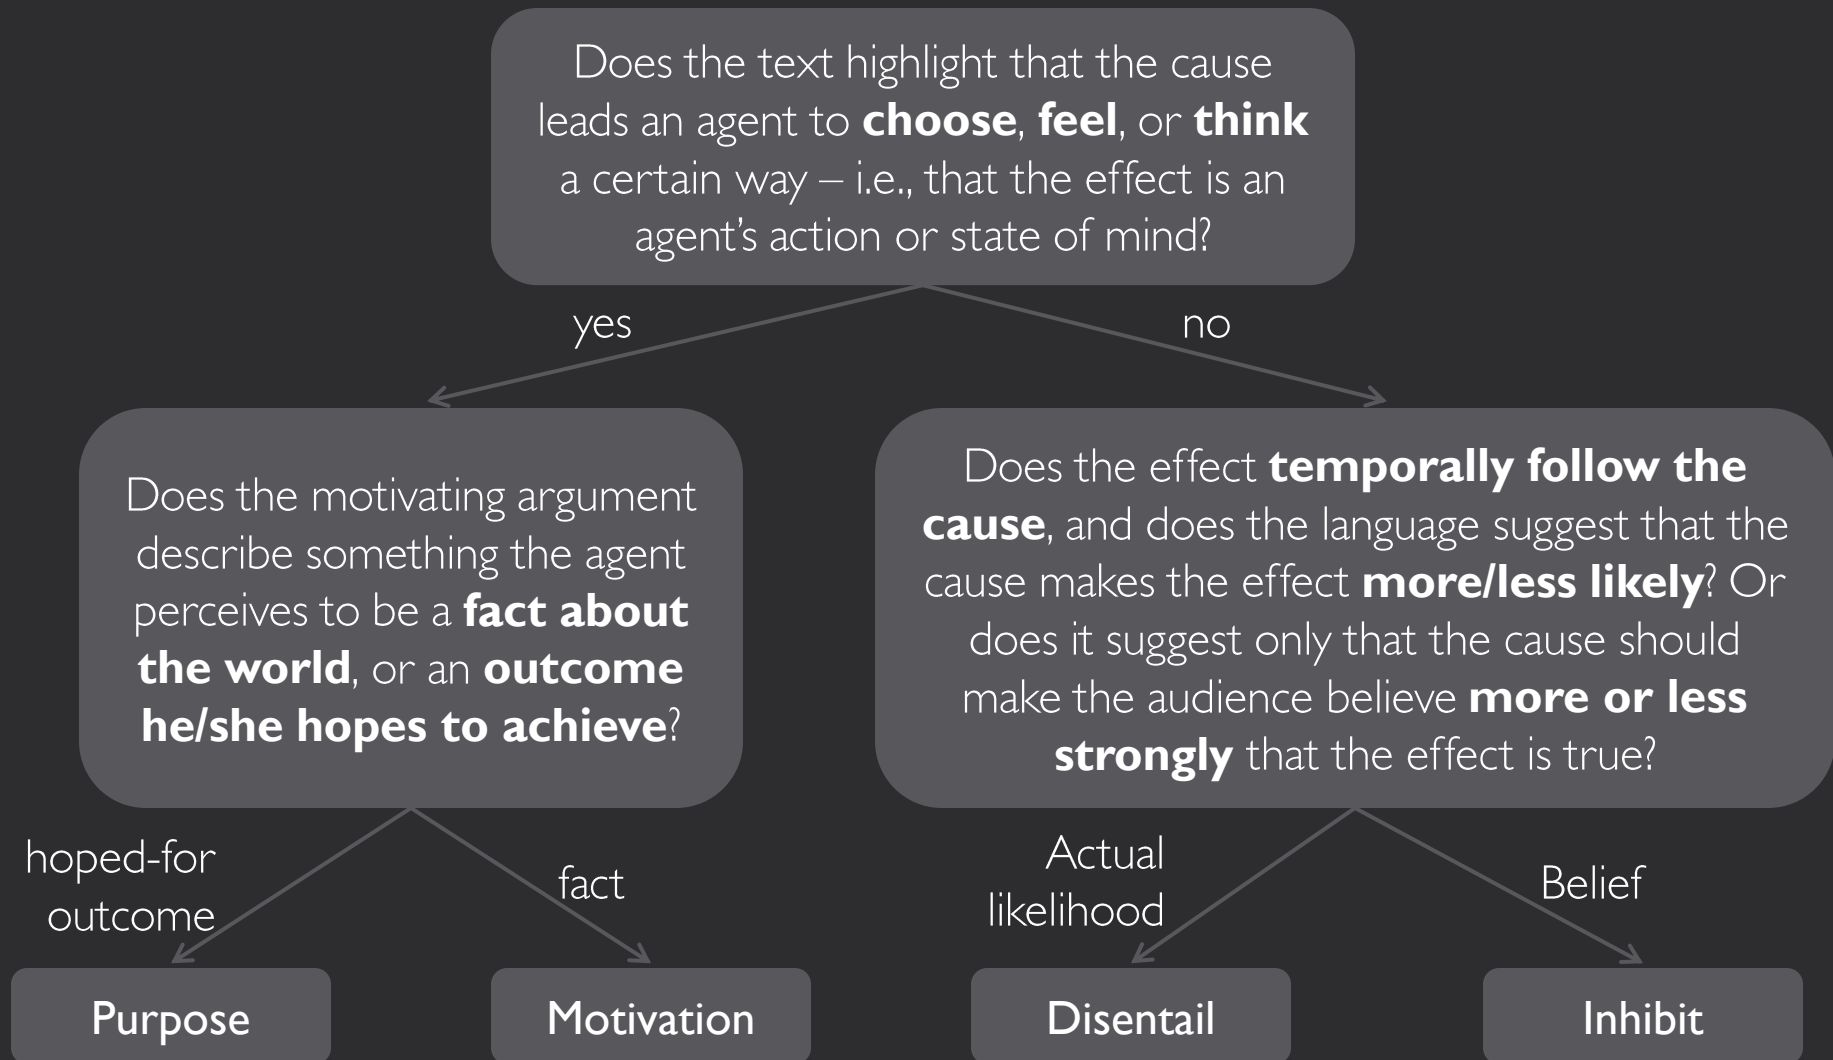 Does the text highlight that the cause
leads an agent to choose, feel, or think
a certain way – i.e., that the effect is an
agent's action or state of mind?
yes
no
Does the motivating argument
describe something the agent
perceives to be a fact about
the world, or an outcome
he/she hopes to achieve?
Does the effect temporally follow the
cause, and does the language suggest that the
cause makes the effect more/less likely? Or
does it suggest only that the cause should
make the audience believe more or less
strongly that the effect is true?
hoped-for
outcome
fact
Actual
likelihood
Belief
Purpose
Motivation
Disentail
Inhibit